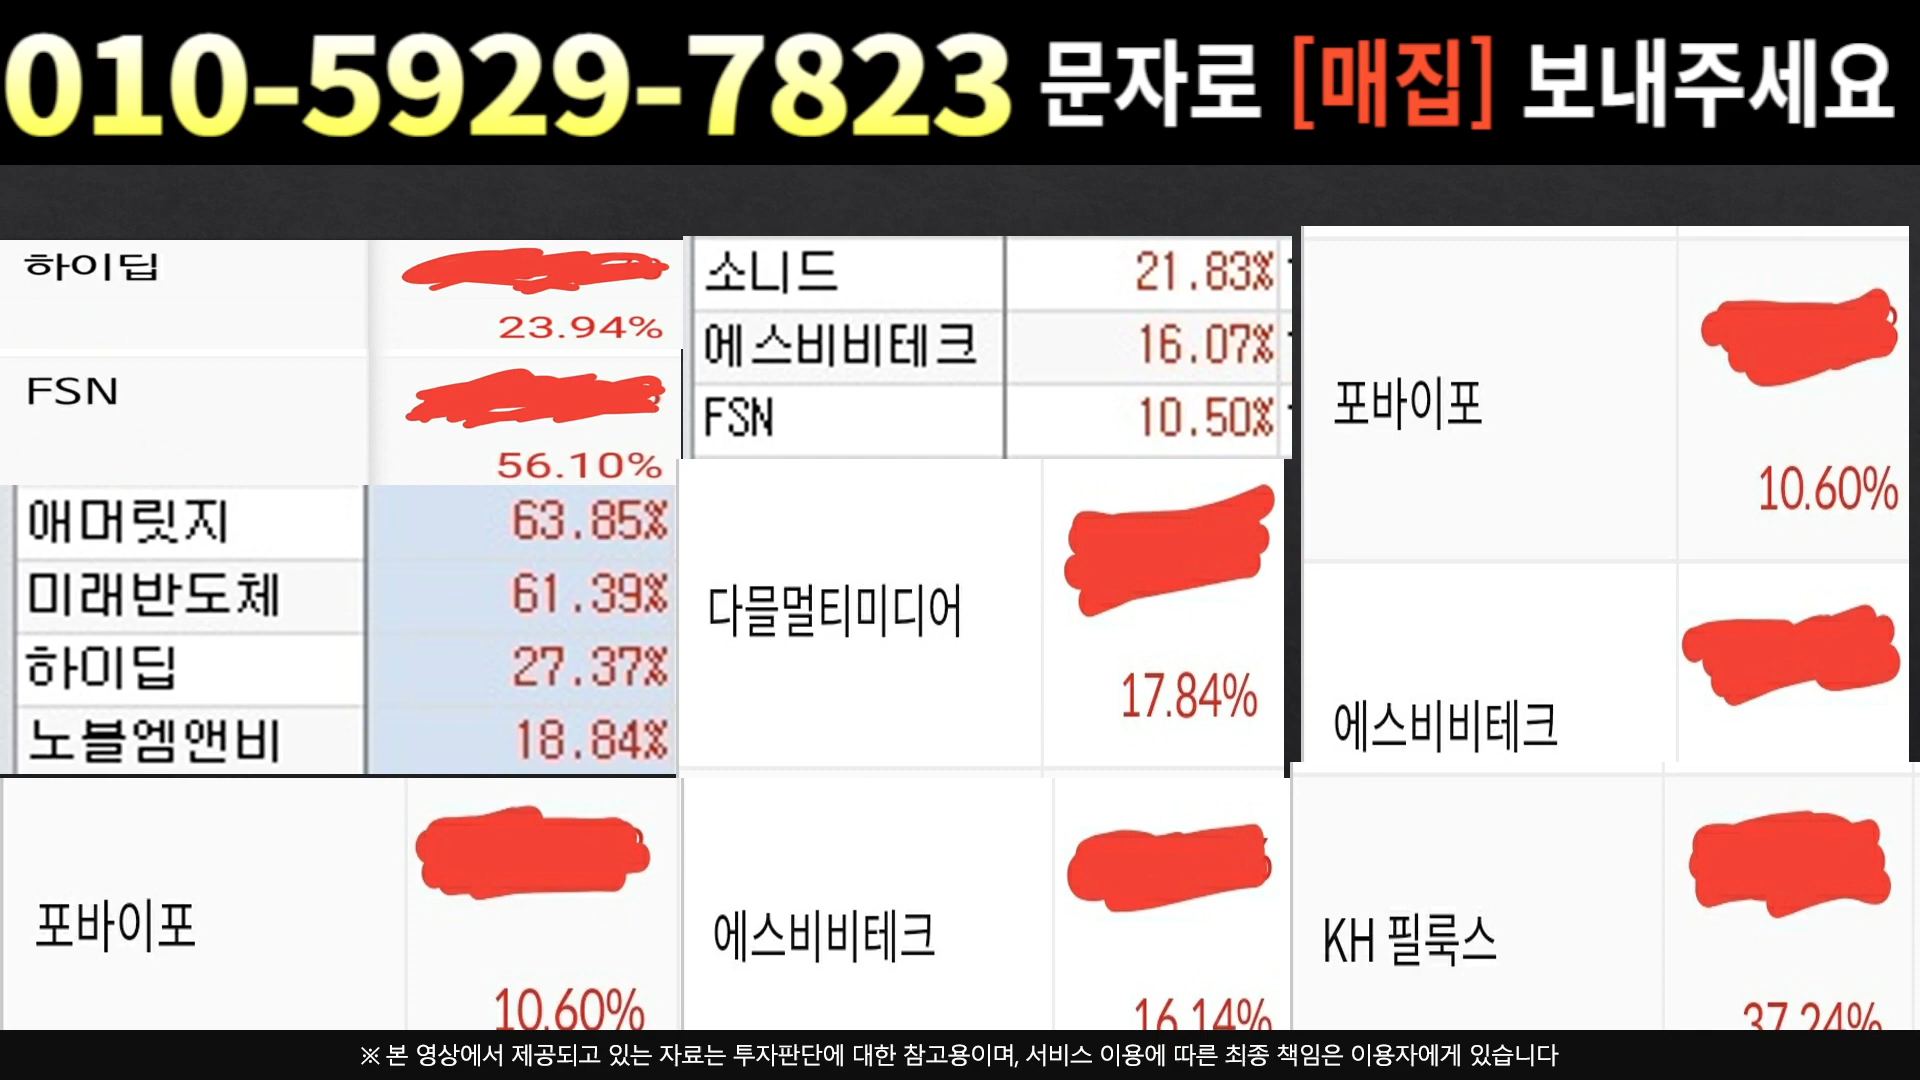 010-5929-7823 문자로 [매집] 보내주세요
하이딥
23.94%
FSN
56.10%
애머릿지 63.85%
미래반도체 61.39%
하이딥 27.37%
노블엠앤비 18.84%
소니드 21.83%
에스비비테크 16.07%
FSN 10.50%
다믈멀티미디어
17.84%
포바이포
10.60%
에스비비테크
포바이포
10.60%
에스비비테크
16.14%
KH 필룩스
37.24%
※ 본 영상에서 제공되고 있는 자료는 투자판단에 대한 참고용이며, 서비스 이용에 따른 최종 책임은 이용자에게 있습니다